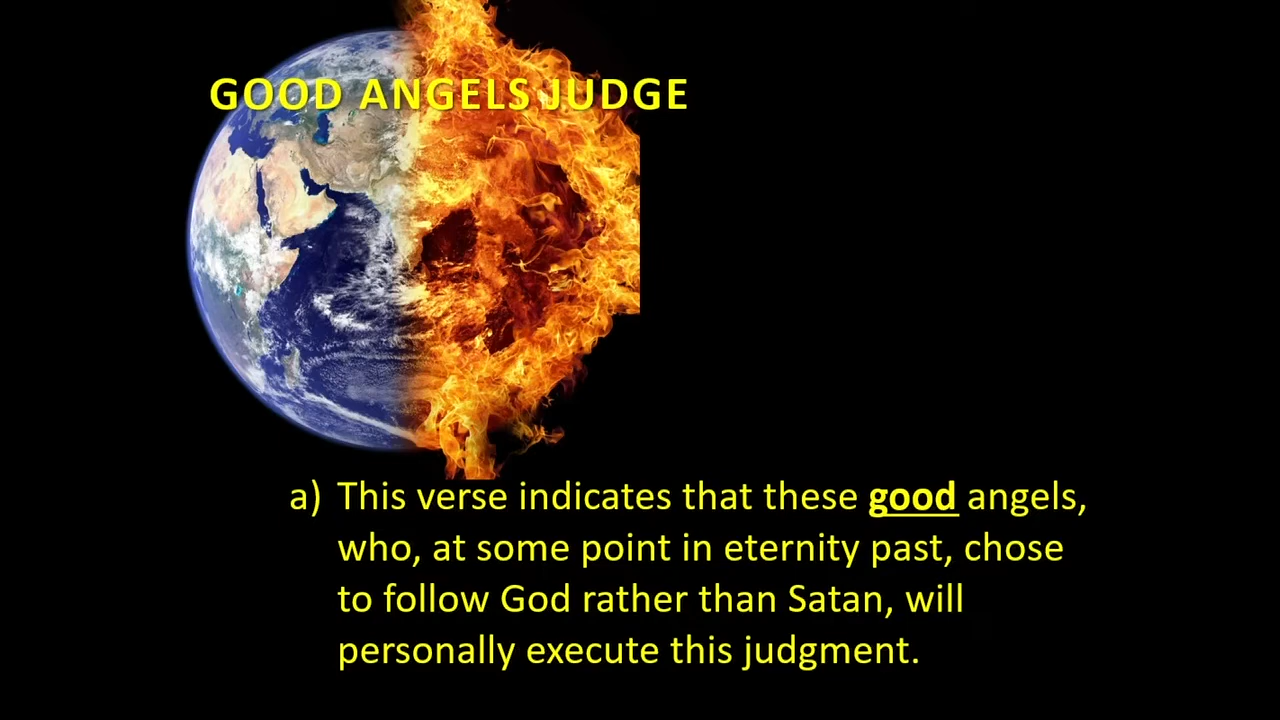 GOOD ANGELS JUDGE
a) This verse indicates that these good angels,
who, at some point in eternity past, chose
to follow God rather than Satan, will
personally execute this judgment.